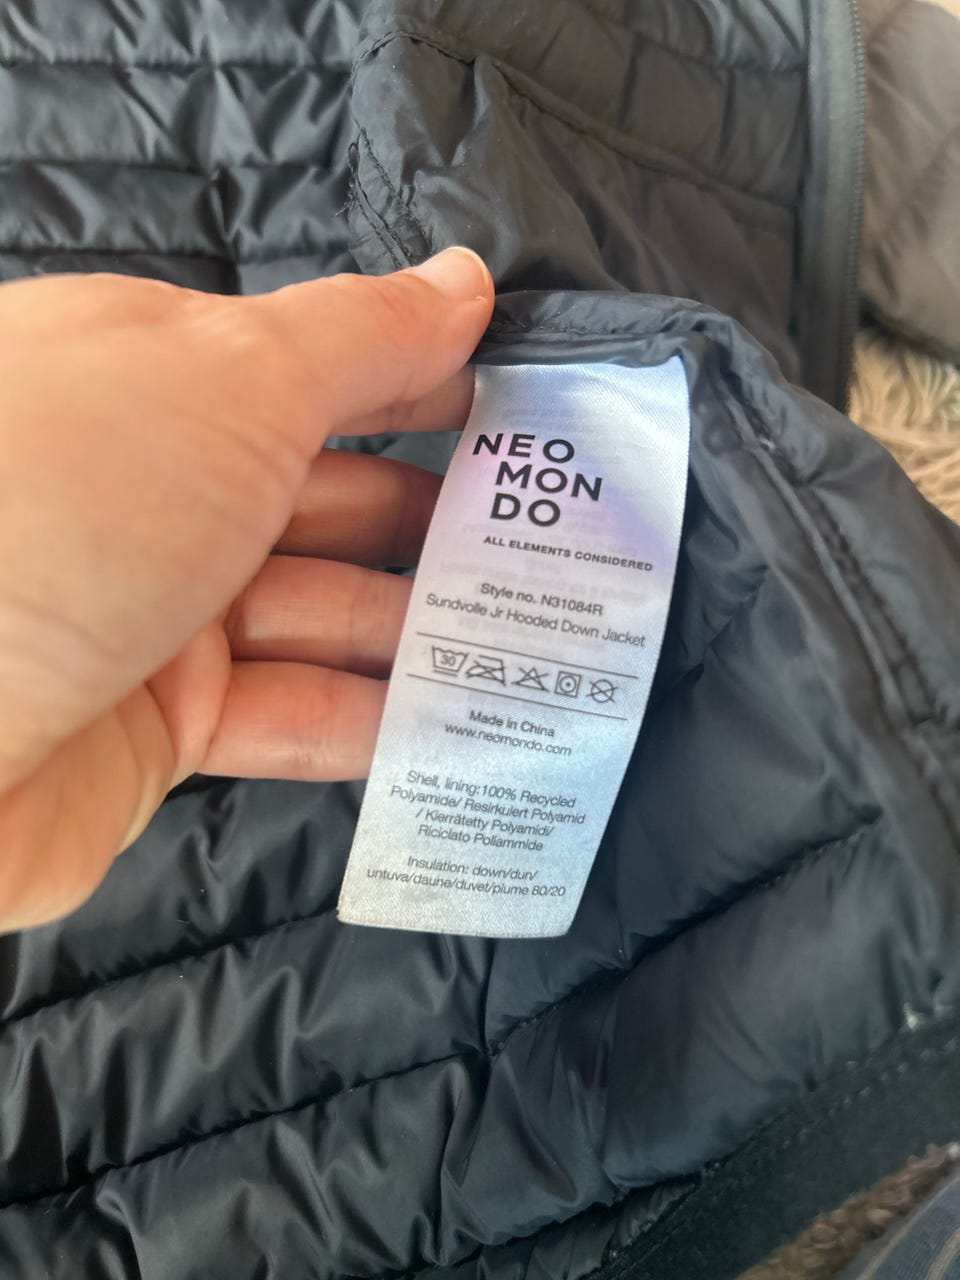 NEO
MON
DO
ALL ELEMENTS CONSIDERED
Style no. N31084R
Sundvolle Jr Hooded Down Jacket
30
Made in China
www.neomondo.com
Shell, lining:100% Recycled
Polyamide/ Resirkulert Polyamid
/ Kierrätetty Polyamidi/
Riciclato Poliammide
Insulation: down/dun/
untuva/daune/duvet/piume 80/20